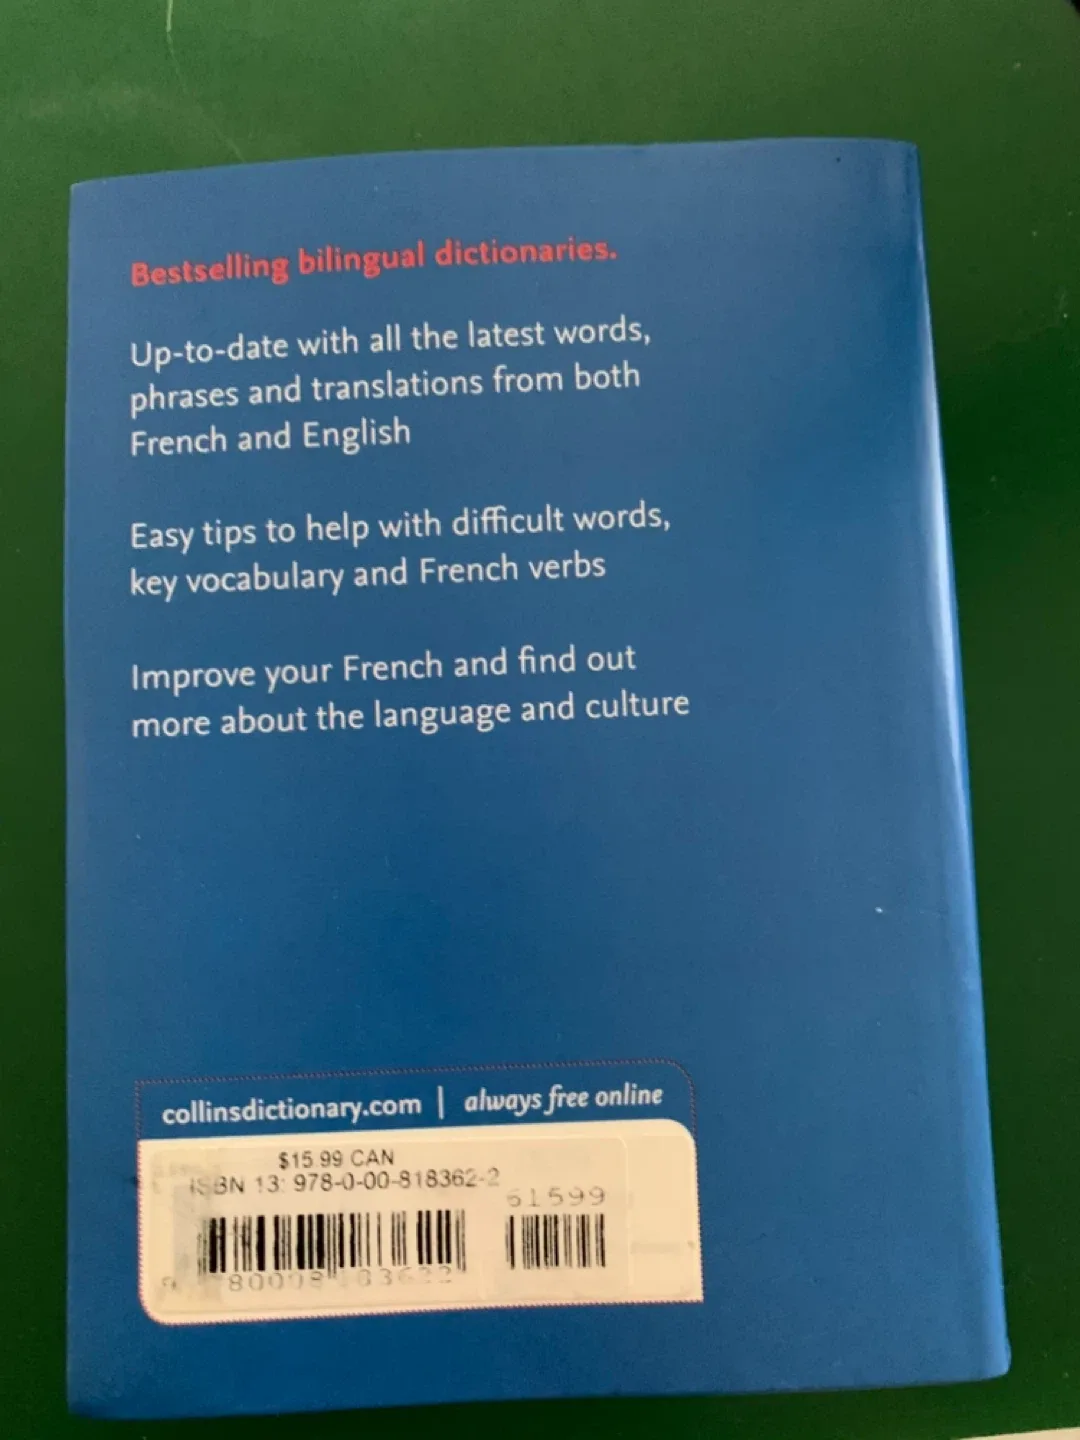 Bestselling bilingual dictionaries.
Up-to-date with all the latest words,
phrases and translations from both
French and English
Easy tips to help with difficult words,
key vocabulary and French verbs
Improve your French and find out
more about the language and culture
collinsdictionary.com | always free online
$15.99 CAN
ISBN 13: 978-0-00-818362-2
61599